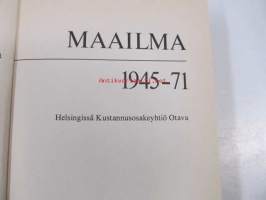 MAAILMA
1945-71
Helsingissä Kustannusosakeyhtiö Otava